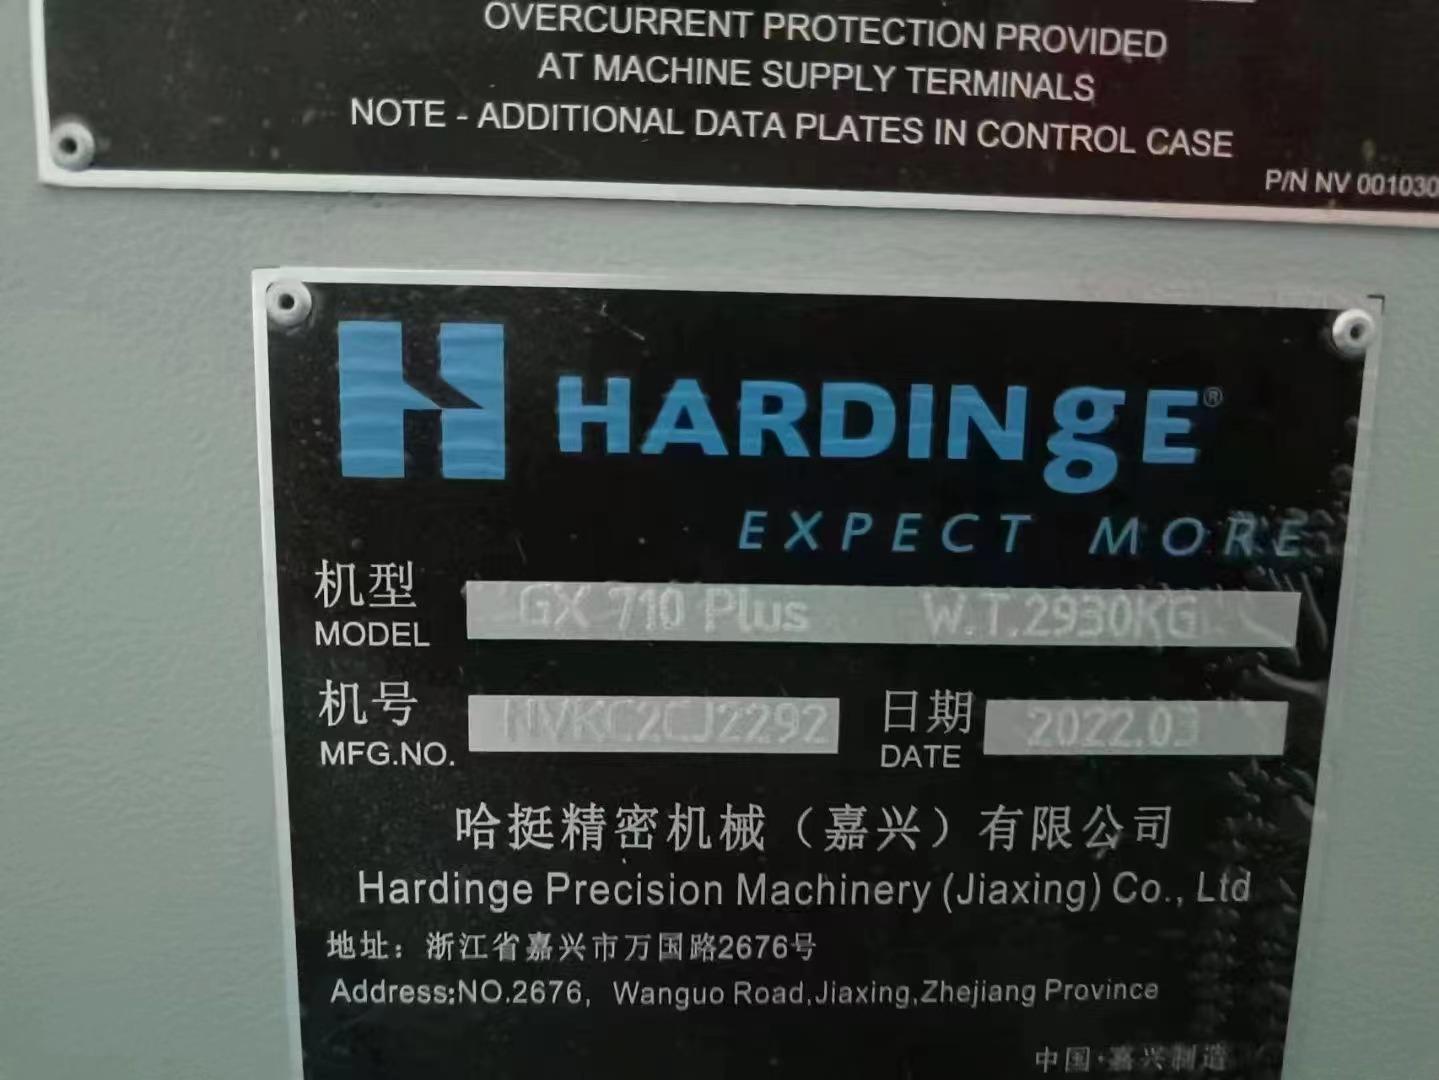 OVERCURRENT PROTECTION PROVIDED
AT MACHINE SUPPLY TERMINALS
NOTE - ADDITIONAL DATA PLATES IN CONTROL CASE
P/N NV 001030
H HARDINgE®
EXPECT MORE
机型 GX 710 Plus W.T.2930KG
MODEL
机号 NVKC2CJ2292 日期 2022.03
MFG.NO. DATE
哈挺精密机械（嘉兴）有限公司
Hardinge Precision Machinery (Jiaxing) Co., Ltd
地址：浙江省嘉兴市万国路2676号
Address:NO.2676, Wanguo Road,Jiaxing,Zhejiang Province
中国·嘉兴制造